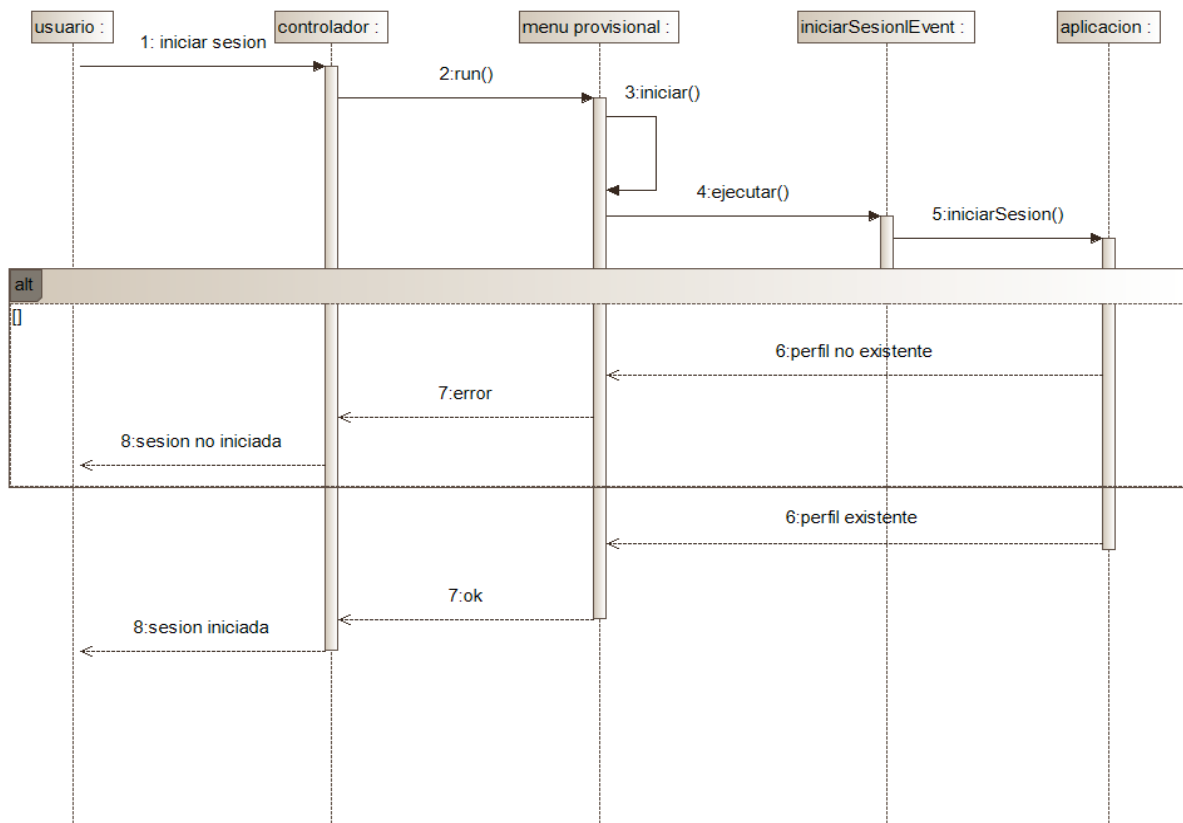 usuario :
controlador :
menu provisional :
iniciarSesionIEvent :
aplicacion :
1: iniciar sesion
2:run()
3:iniciar()
4:ejecutar()
5:iniciarSesion()
alt
[]
6:perfil no existente
7:error
8:sesion no iniciada
6:perfil existente
7:ok
8:sesion iniciada